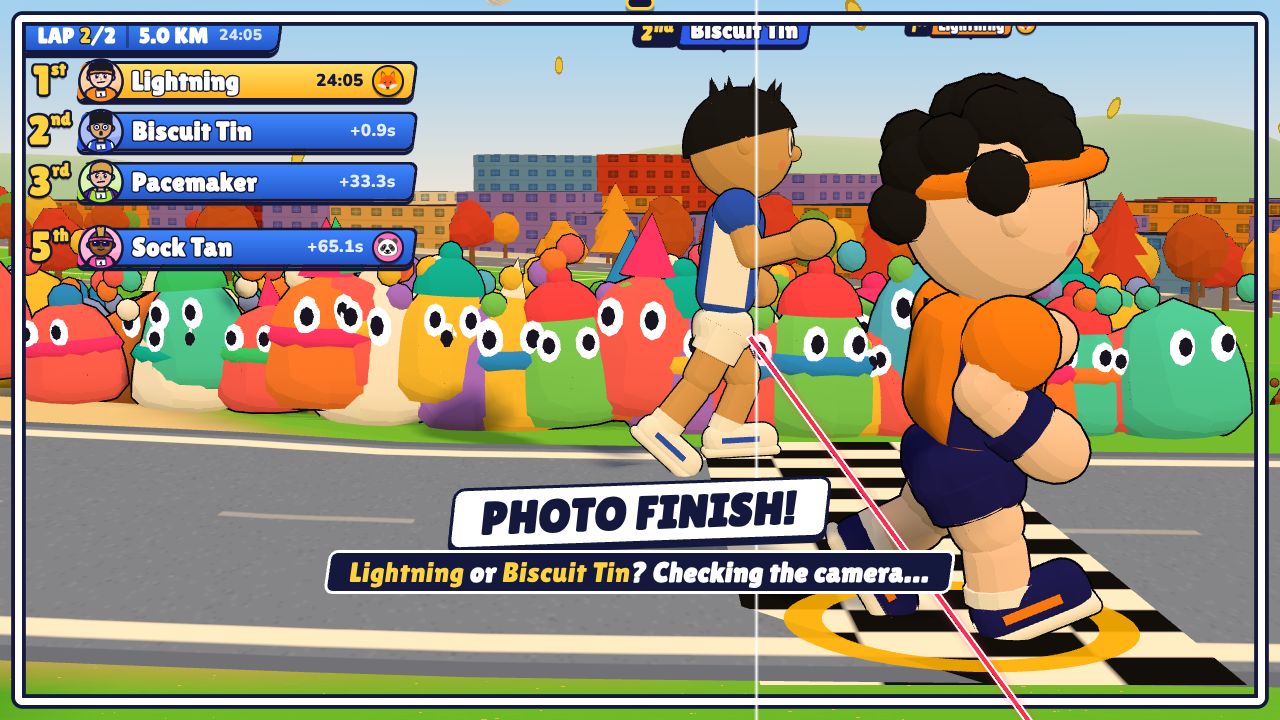 LAP 2/2 5.0 KM 24:05
1st Lightning 24:05
2nd Biscuit Tin +0.9s
3rd Pacemaker +33.3s
5th Sock Tan +65.1s
2nd Biscuit Tin
Lightning
PHOTO FINISH!
Lightning or Biscuit Tin? Checking the camera...